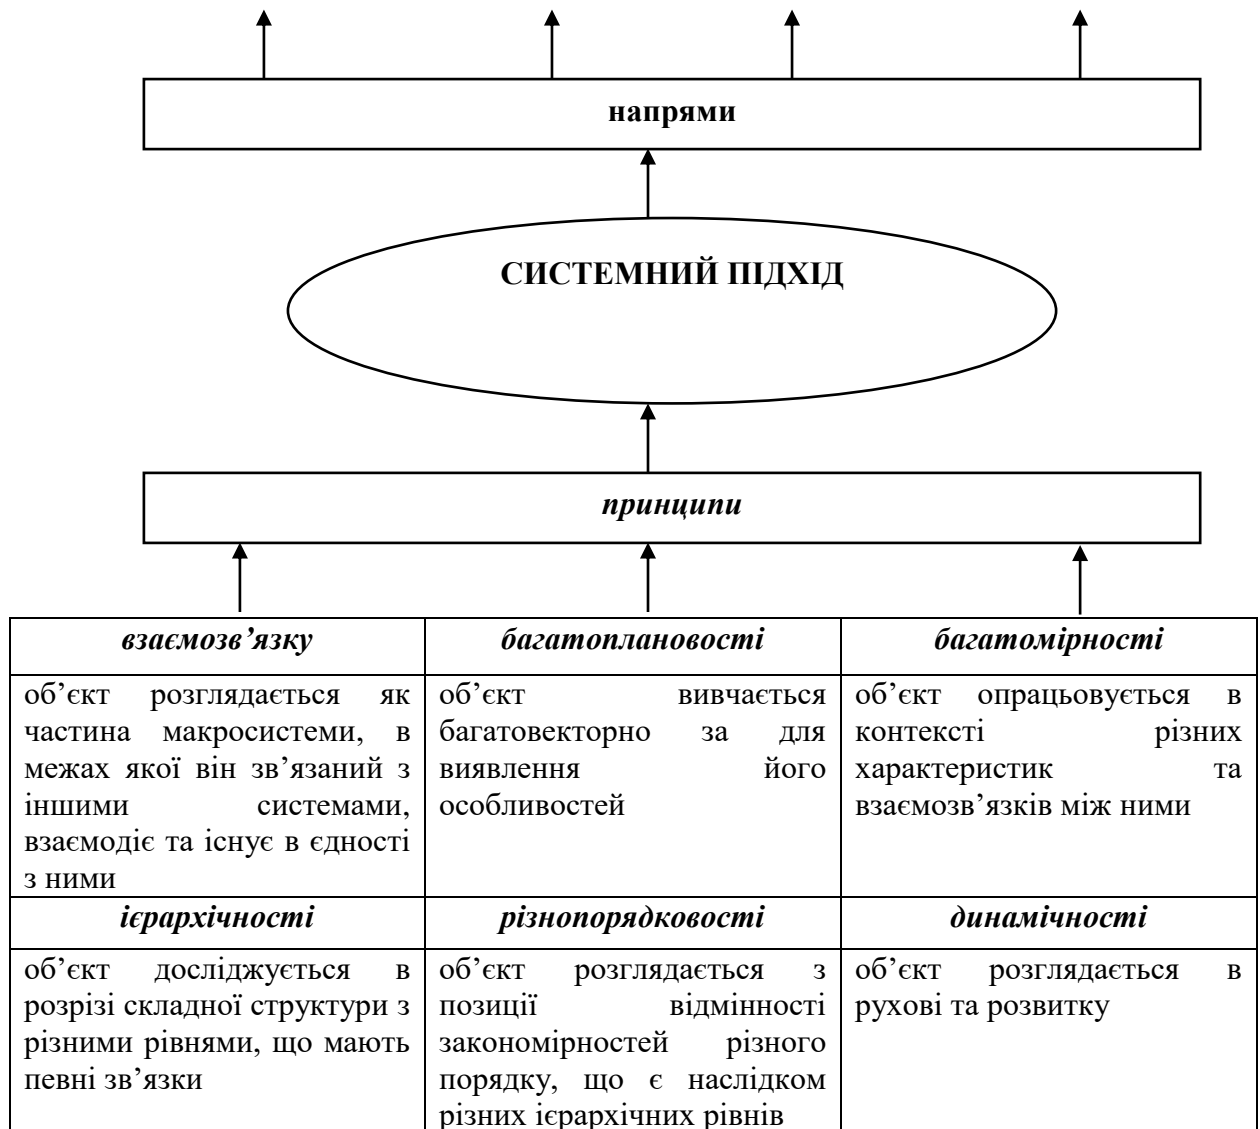 напрями
СИСТЕМНИЙ ПІДХІД
принципи
взаємозв’язку
багатоплановості
багатомірності
об’єкт розглядається як
частина макросистеми, в
межах якої він зв’язаний з
іншими системами,
взаємодіє та існує в єдності
з ними
об’єкт вивчається
багатовекторно за для
виявлення його
особливостей
об’єкт опрацьовується в
контексті різних
характеристик та
взаємозв’язків між ними
ієрархічності
різнопорядковості
динамічності
об’єкт досліджується в
розрізі складної структури з
різними рівнями, що мають
певні зв’язки
об’єкт розглядається з
позиції відмінності
закономірностей різного
порядку, що є наслідком
різних ієрархічних рівнів
об’єкт розглядається в
рухові та розвитку